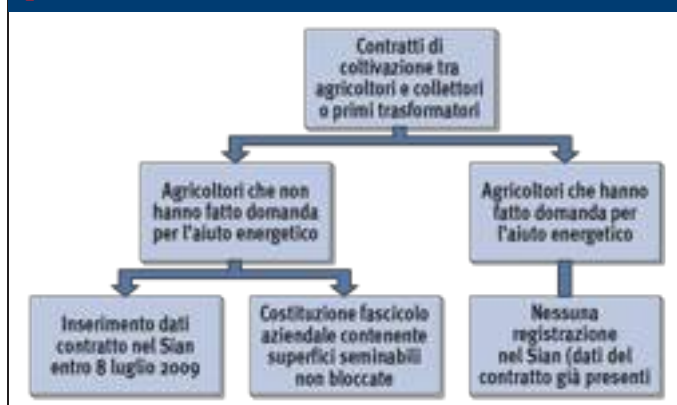 Contratti di
coltivazione tra
agricoltori e collettori
o primi trasformatori
Agricoltori che non
hanno fatto domanda
per l'aiuto energetico
Agricoltori che hanno
fatto domanda per
l'aiuto energetico
Inserimento dati
contratto nel Sian
entro 8 luglio 2009
Costituzione fascicolo
aziendale contenente
superfici seminabili
non bloccate
Nessuna
registrazione
nel Sian (dati del
contratto già presenti